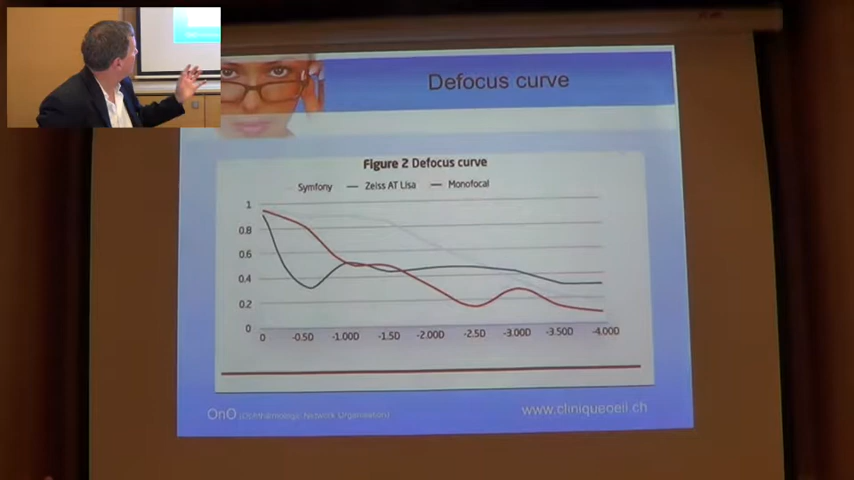 Defocus curve
Figure 2 Defocus curve
Symfony — Zeiss AT Lisa — Monofocal
1
0.8
0.6
0.4
0.2
0
0 -0.50 -1.000 -1.50 -2.000 -2.50 -3.000 -3.500 -4.000
OnO (Ophtalmologic Network Organisation)
www.cliniqueoeil.ch